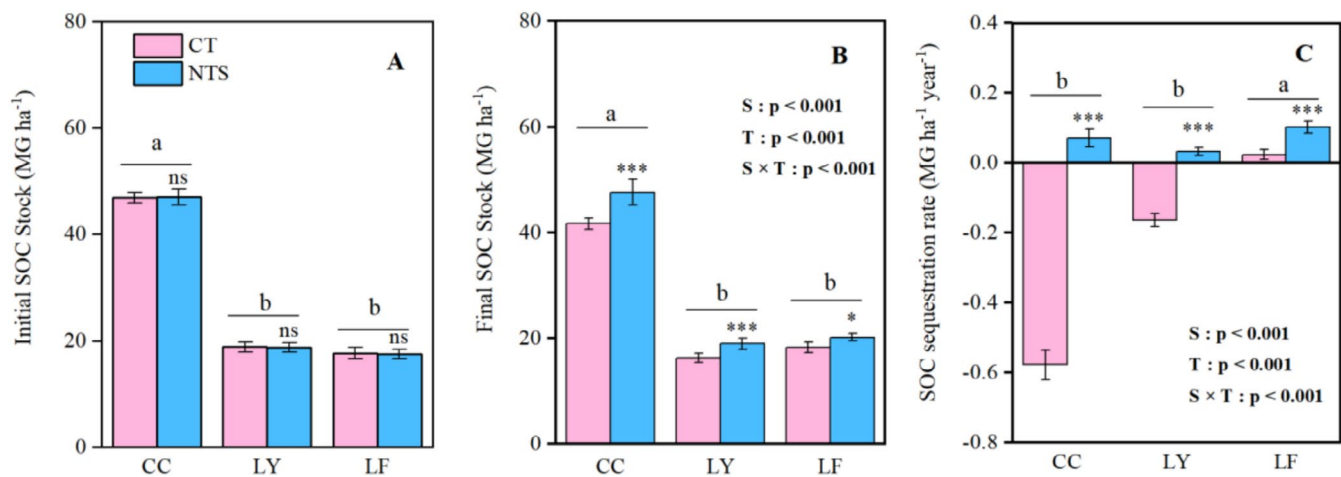 Initial SOC Stock (MG ha⁻¹)
80
60
40
20
0
CT
NTS
A
a
ns
b
ns
b
ns
CC LY LF
Final SOC Stock (MG ha⁻¹)
80
60
40
20
0
B
S : p < 0.001
T : p < 0.001
S × T : p < 0.001
a
***
b
***
b
*
CC LY LF
SOC sequestration rate (MG ha⁻¹ year⁻¹)
0.4
0.2
0.0
-0.2
-0.4
-0.6
-0.8
C
b
***
b
***
a
***
S : p < 0.001
T : p < 0.001
S × T : p < 0.001
CC LY LF